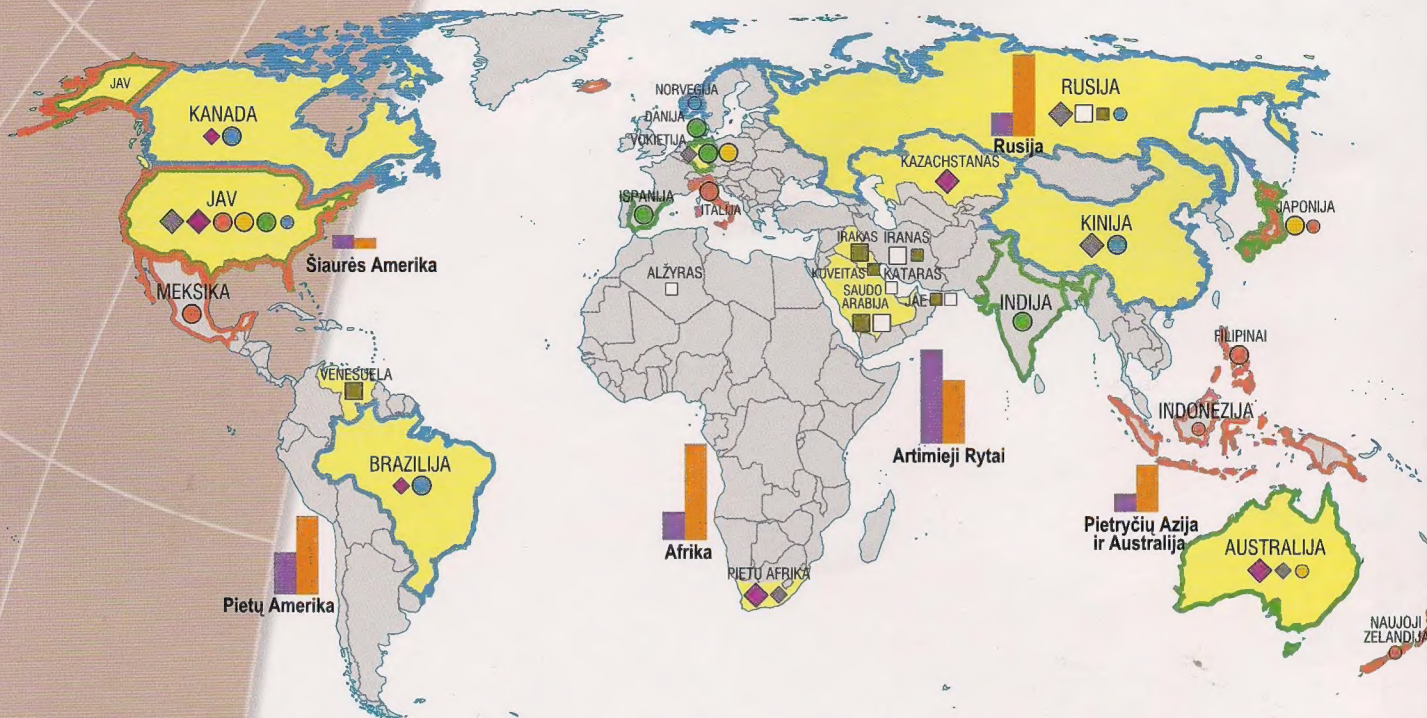 JAV
KANADA
JAV
MEKSIKA
Šiaurės Amerika
VENESUELA
BRAZILIJA
Pietų Amerika
NORVEGIJA
DANIJA
VOKIETIJA
ISPANIJA
ITALIJA
ALŽYRAS
Afrika
PIETŲ AFRIKA
RUSIJA
Rusija
KAZACHSTANAS
KINIJA
JAPONIJA
IRAKAS
IRANAS
KUVEITAS
KATARAS
SAUDO
ARABIJA
JAE
INDIJA
Artimieji Rytai
FILIPINAI
INDONEZIJA
Pietryčių Azija
ir Australija
AUSTRALIJA
NAUJOJI
ZELANDIJA